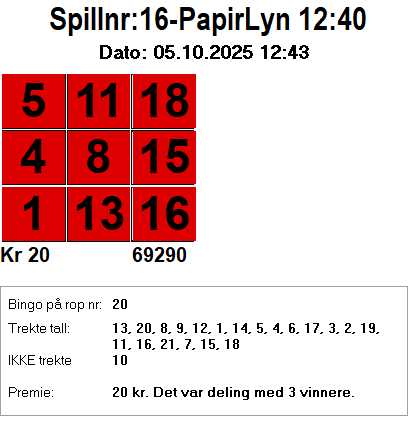 Spillnr:16-PapirLyn 12:40
Dato: 05.10.2025 12:43
5 11 18
4 8 15
1 13 16
Kr 20 69290
Bingo på rop nr: 20
Trekte tall: 13, 20, 8, 9, 12, 1, 14, 5, 4, 6, 17, 3, 2, 19,
11, 16, 21, 7, 15, 18
IKKE trekte 10
Premie: 20 kr. Det var deling med 3 vinnere.